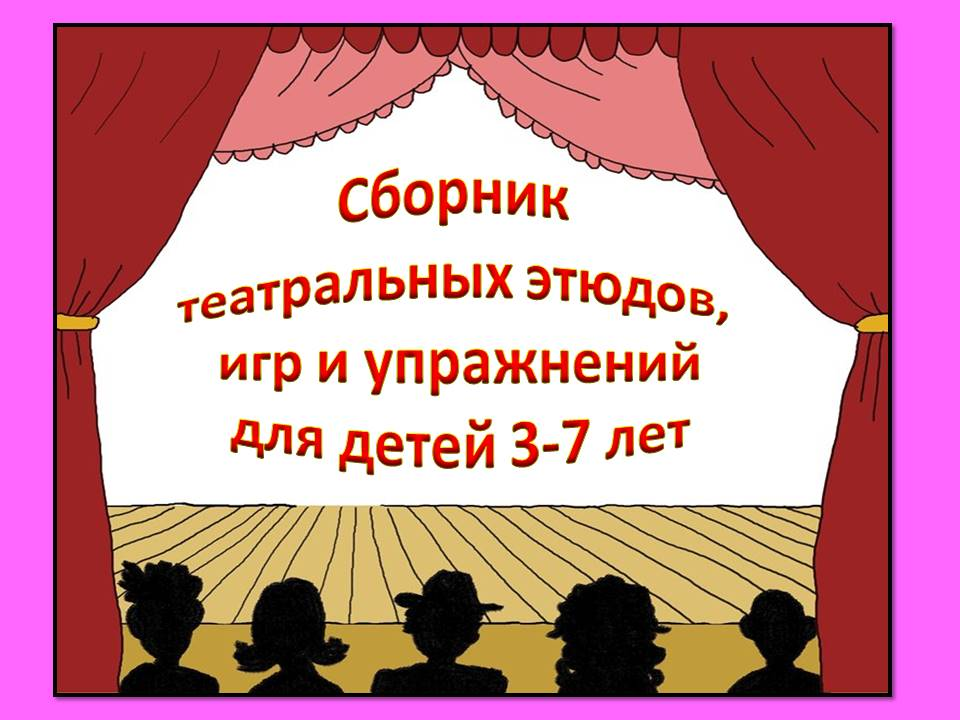 Сборник
театральных этюдов,
игр и упражнений
для детей 3-7 лет